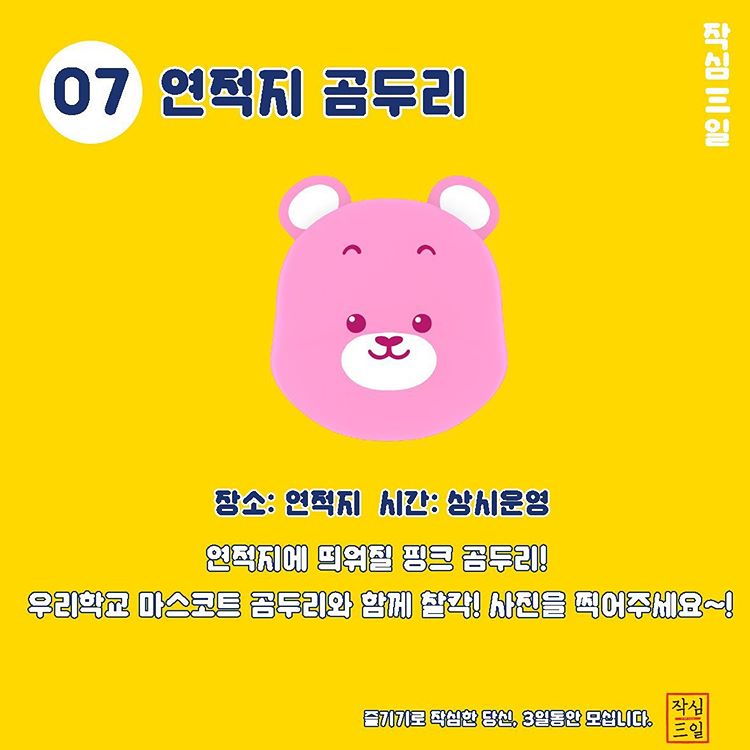 07 연적지 곰두리
작심三일
장소: 연적지 시간: 상시운영
연적지에 띄워질 핑크 곰두리!
우리학교 마스코트 곰두리와 함께 찰칵! 사진을 찍어주세요~!
즐기기로 작심한 당신, 3일동안 모십니다.
작심
三일